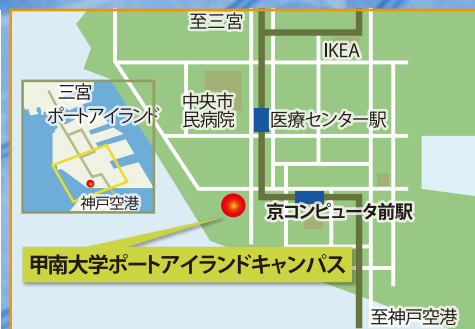 至三宮
IKEA
三宮
ポートアイランド
神戸空港
中央市
民病院
医療センター駅
京コンピュータ前駅
甲南大学ポートアイランドキャンパス
至神戸空港